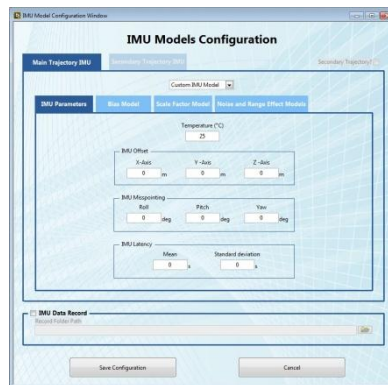 IMU Model Configuration Window
IMU Models Configuration
Main Trajectory IMU Secondary Trajectory IMU Secondary Trajectory?
Custom IMU Model
IMU Parameters Bias Model Scale Factor Model Noises and Range Effect Models
Temperature (°C)
25
IMU Offset
X-Axis Y-Axis Z-Axis
0 m 0 m 0 m
IMU Misspointing
Roll Pitch Yaw
0 deg 0 deg 0 deg
IMU Latency
Mean Standard deviation
0 s 0 s
IMU Data Record
Record Folder Path
Save Configuration Cancel